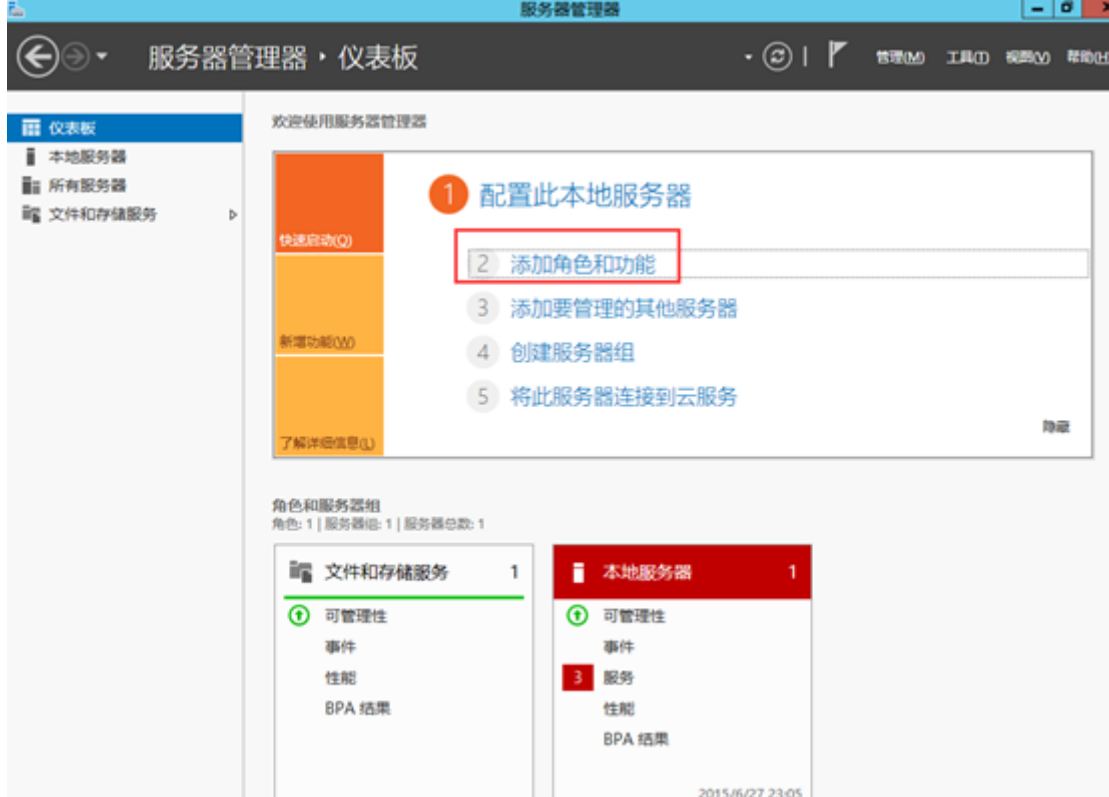 服务器管理器
服务器管理器 · 仪表板
管理(M) 工具(T) 视图(V) 帮助(H
仪表板
本地服务器
所有服务器
文件和存储服务
欢迎使用服务器管理器
快速启动(Q)
新增功能(W)
了解详细信息(L)
1 配置此本地服务器
2 添加角色和功能
3 添加要管理的其他服务器
4 创建服务器组
5 将此服务器连接到云服务
隐藏
角色和服务器组
角色: 1 | 服务器组: 1 | 服务器总数: 1
文件和存储服务 1
可管理性
事件
性能
BPA 结果
本地服务器 1
可管理性
事件
3 服务
性能
BPA 结果
2015/6/27 23:05